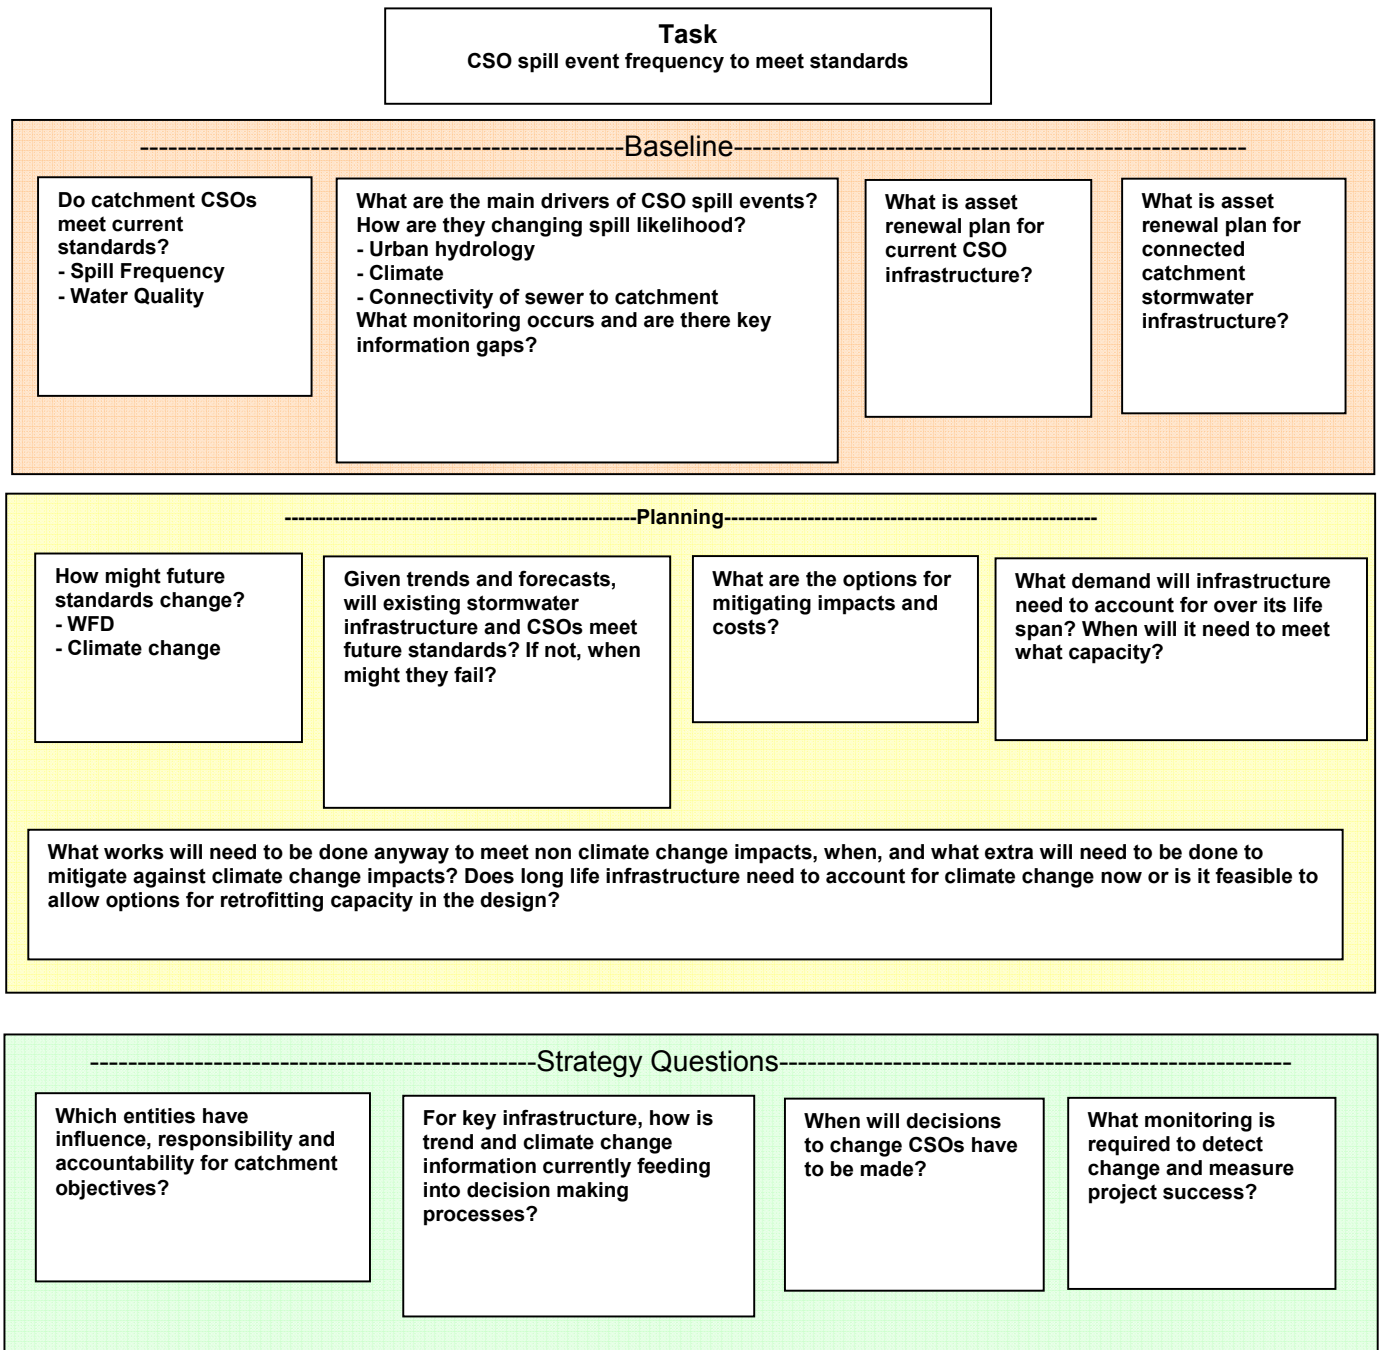 Task
CSO spill event frequency to meet standards
-------------------------------------------------Baseline-----------------------------------------------------
Do catchment CSOs
meet current
standards?
- Spill Frequency
- Water Quality
What are the main drivers of CSO spill events?
How are they changing spill likelihood?
- Urban hydrology
- Climate
- Connectivity of sewer to catchment
What monitoring occurs and are there key
information gaps?
What is asset
renewal plan for
current CSO
infrastructure?
What is asset
renewal plan for
connected
catchment
stormwater
infrastructure?
---------------------------------------------------Planning------------------------------------------------------
How might future
standards change?
- WFD
- Climate change
Given trends and forecasts,
will existing stormwater
infrastructure and CSOs meet
future standards? If not, when
might they fail?
What are the options for
mitigating impacts and
costs?
What demand will infrastructure
need to account for over its life
span? When will it need to meet
what capacity?
What works will need to be done anyway to meet non climate change impacts, when, and what extra will need to be done to
mitigate against climate change impacts? Does long life infrastructure need to account for climate change now or is it feasible to
allow options for retrofitting capacity in the design?
-----------------------------------------------Strategy Questions------------------------------------------------------
Which entities have
influence, responsibility and
accountability for catchment
objectives?
For key infrastructure, how is
trend and climate change
information currently feeding
into decision making
processes?
When will decisions
to change CSOs have
to be made?
What monitoring is
required to detect
change and measure
project success?